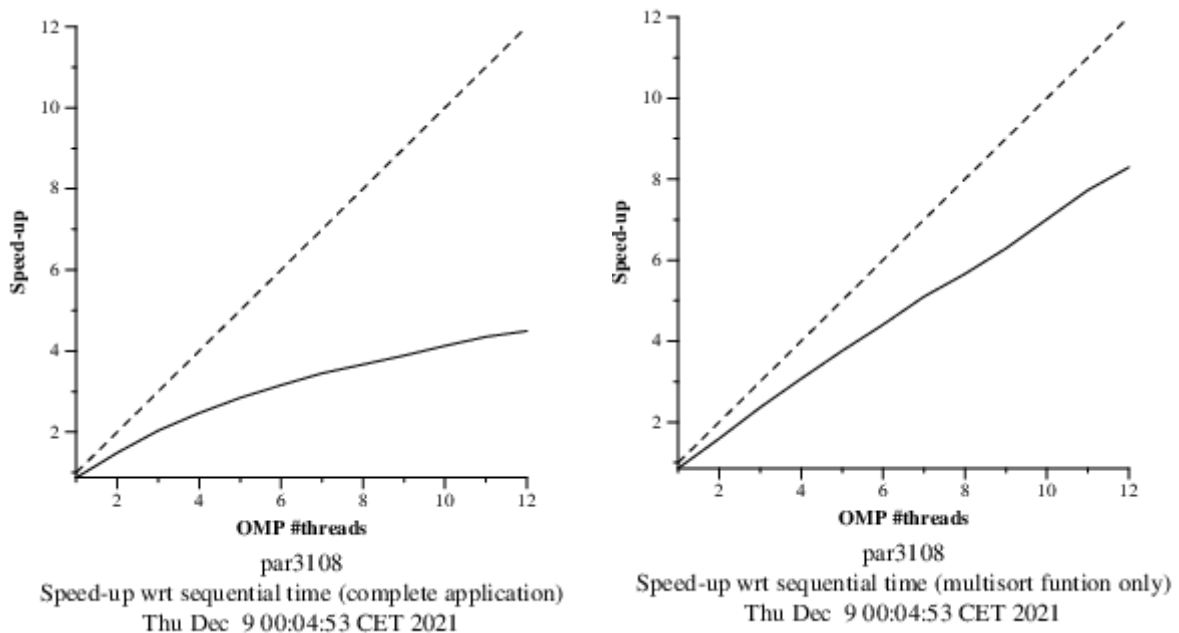 12
10
8
6
4
2
Speed-up
2 4 6 8 10 12
OMP #threads
par3108
Speed-up wrt sequential time (complete application)
Thu Dec 9 00:04:53 CET 2021
12
10
8
6
4
2
Speed-up
2 4 6 8 10 12
OMP #threads
par3108
Speed-up wrt sequential time (multisort funtion only)
Thu Dec 9 00:04:53 CET 2021